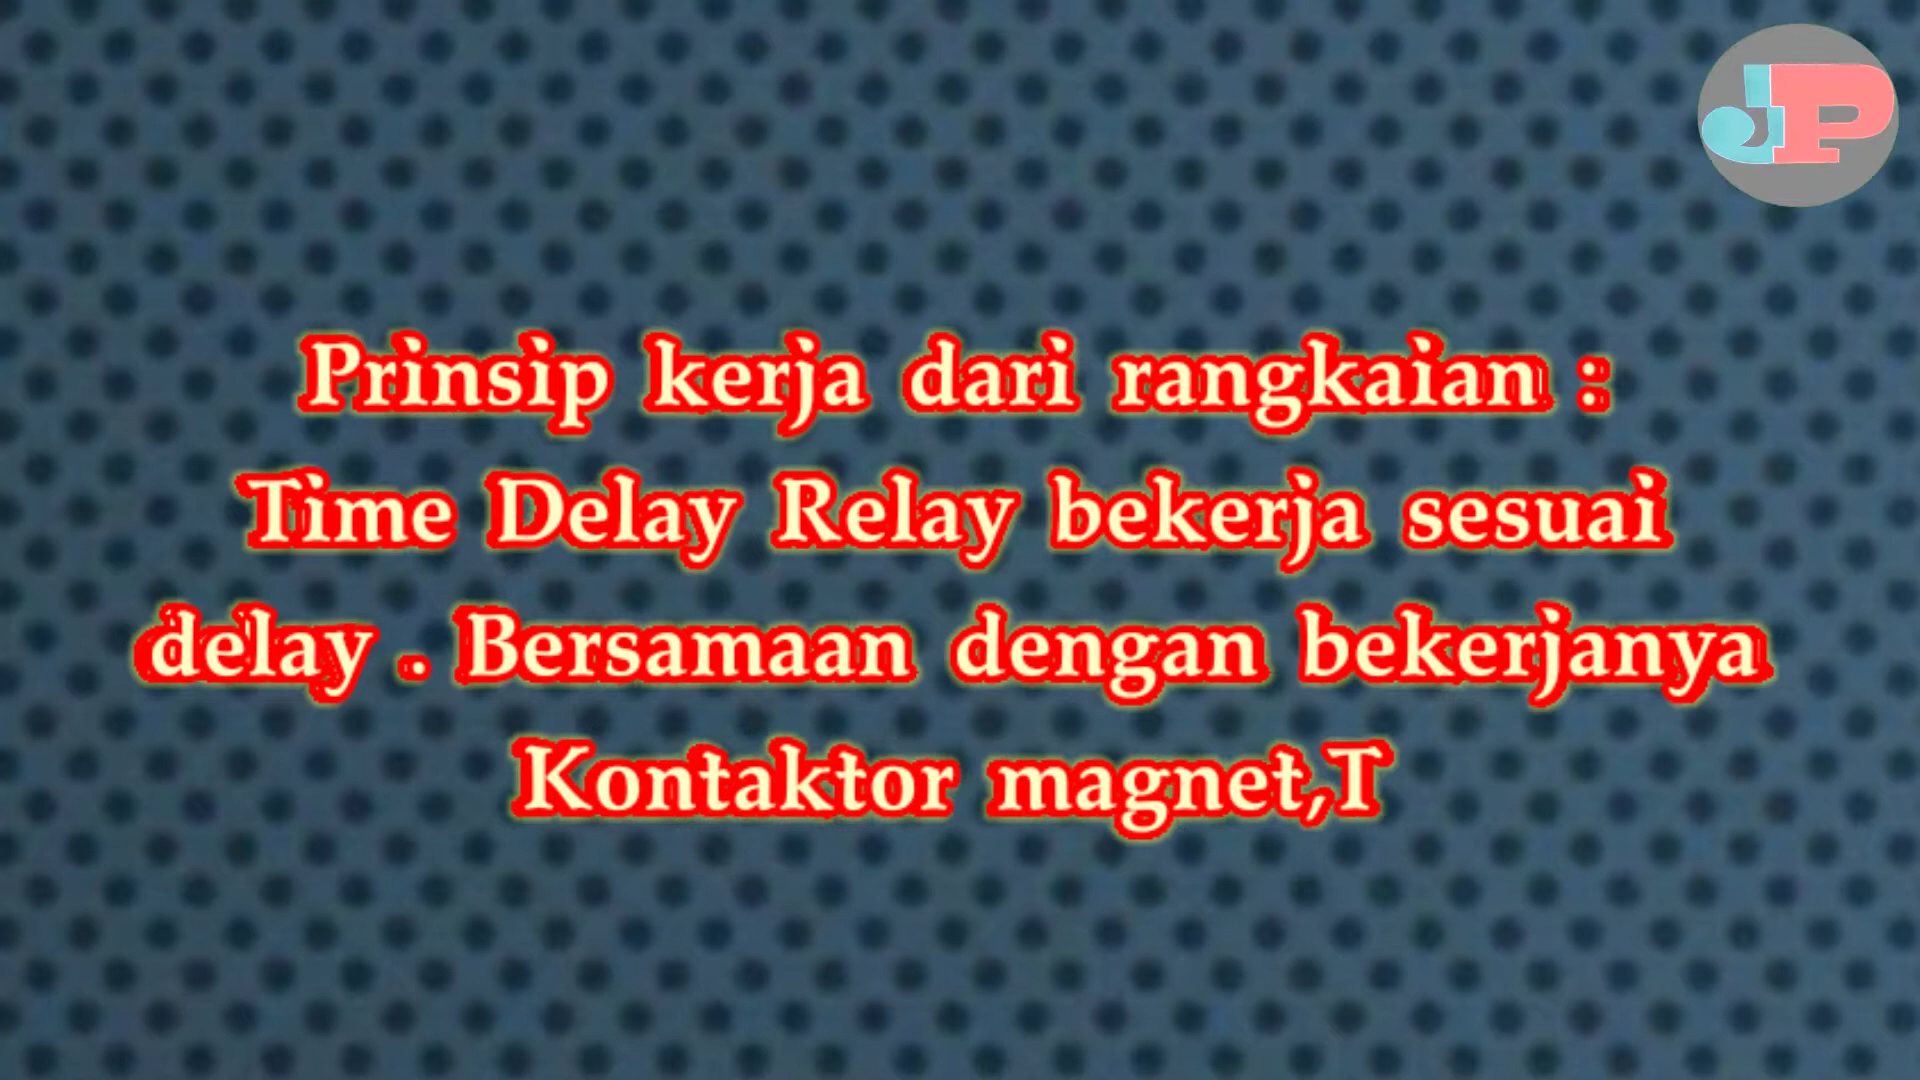 JP
Prinsip kerja dari rangkaian :
Time Delay Relay bekerja sesuai
delay . Bersamaan dengan bekerjanya
Kontaktor magnet,T